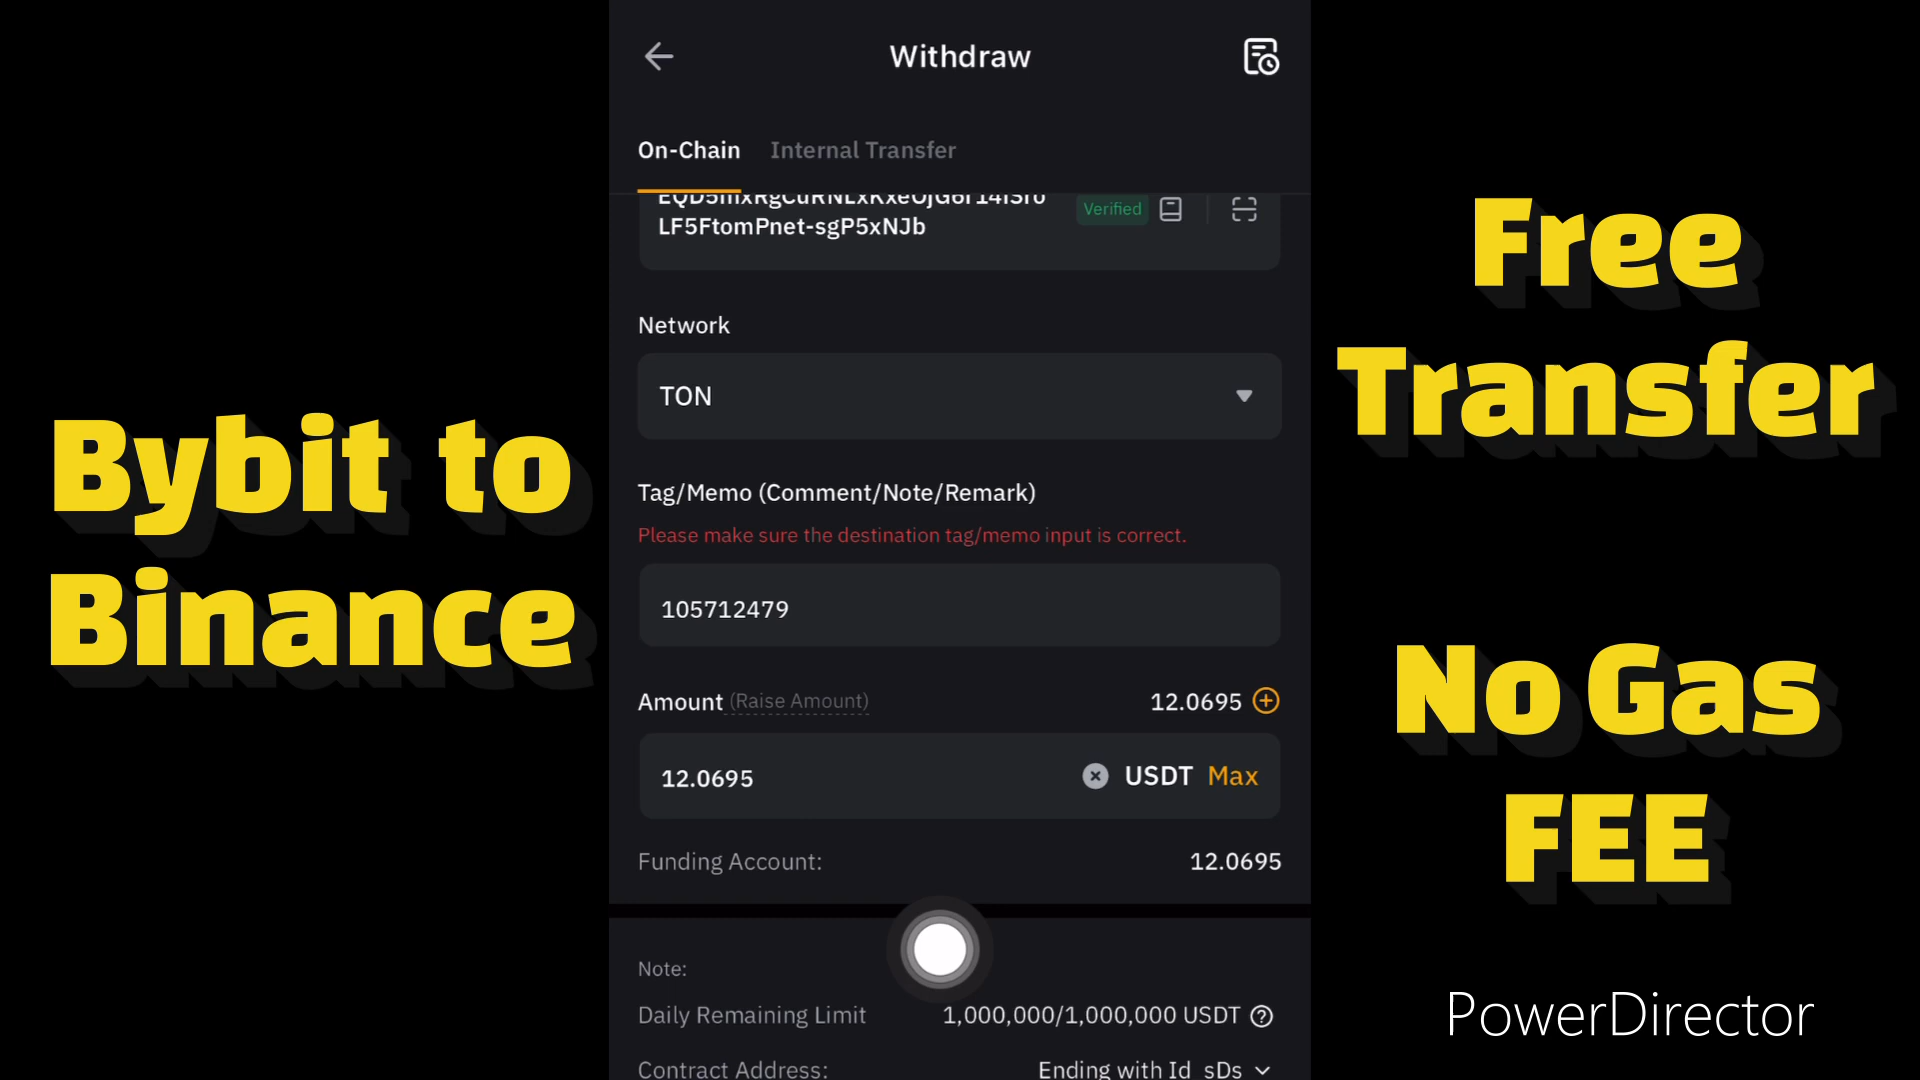 Bybit to
Binance
Withdraw
On-Chain Internal Transfer
LF5FtomPnet-sgP5xNJb
Verified
Network
TON
Tag/Memo (Comment/Note/Remark)
Please make sure the destination tag/memo input is correct.
105712479
Amount (Raise Amount) 12.0695
12.0695 USDT Max
Funding Account: 12.0695
Note:
Daily Remaining Limit 1,000,000/1,000,000 USDT
Contract Address: Ending with Id_sDs
Free
Transfer
No Gas
FEE
PowerDirector